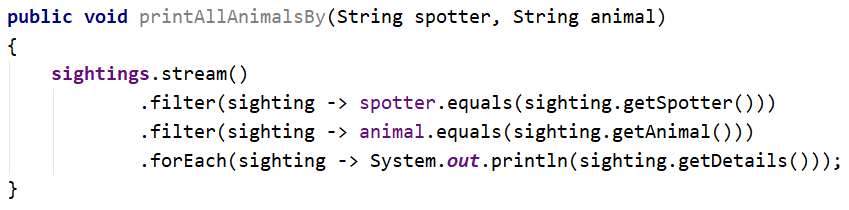 public void printAllAnimalsBy(String spotter, String animal)
{
    sightings.stream()
            .filter(sighting -> spotter.equals(sighting.getSpotter()))
            .filter(sighting -> animal.equals(sighting.getAnimal()))
            .forEach(sighting -> System.out.println(sighting.getDetails()));
}